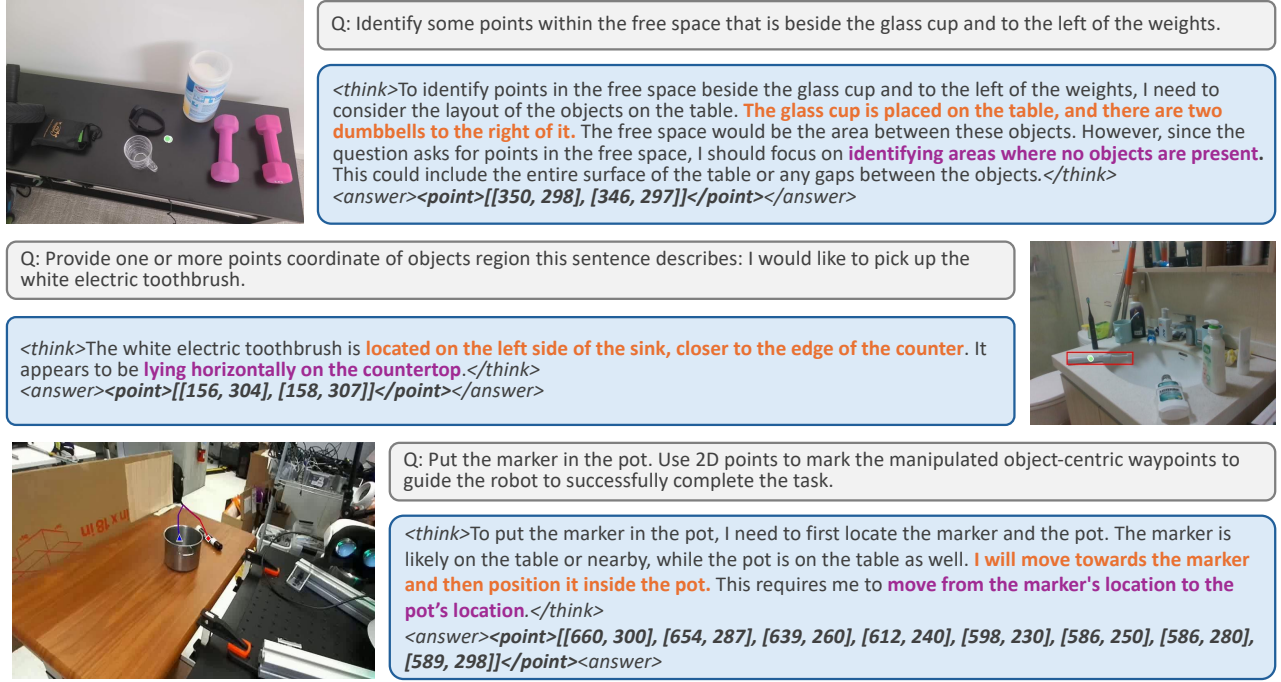 Q: Identify some points within the free space that is beside the glass cup and to the left of the weights.
<think>To identify points in the free space beside the glass cup and to the left of the weights, I need to
consider the layout of the objects on the table. The glass cup is placed on the table, and there are two
dumbbells to the right of it. The free space would be the area between these objects. However, since the
question asks for points in the free space, I should focus on identifying areas where no objects are present.
This could include the entire surface of the table or any gaps between the objects.</think>
<answer><point>[[350, 298], [346, 297]]</point></answer>
Q: Provide one or more points coordinate of objects region this sentence describes: I would like to pick up the
white electric toothbrush.
<think>The white electric toothbrush is located on the left side of the sink, closer to the edge of the counter. It
appears to be lying horizontally on the countertop.</think>
<answer><point>[[156, 304], [158, 307]]</point></answer>
Q: Put the marker in the pot. Use 2D points to mark the manipulated object-centric waypoints to
guide the robot to successfully complete the task.
<think>To put the marker in the pot, I need to first locate the marker and the pot. The marker is
likely on the table or nearby, while the pot is on the table as well. I will move towards the marker
and then position it inside the pot. This requires me to move from the marker's location to the
pot's location.</think>
<answer><point>[[660, 300], [654, 287], [639, 260], [612, 240], [598, 230], [586, 250], [586, 280],
[589, 298]]</point><answer>